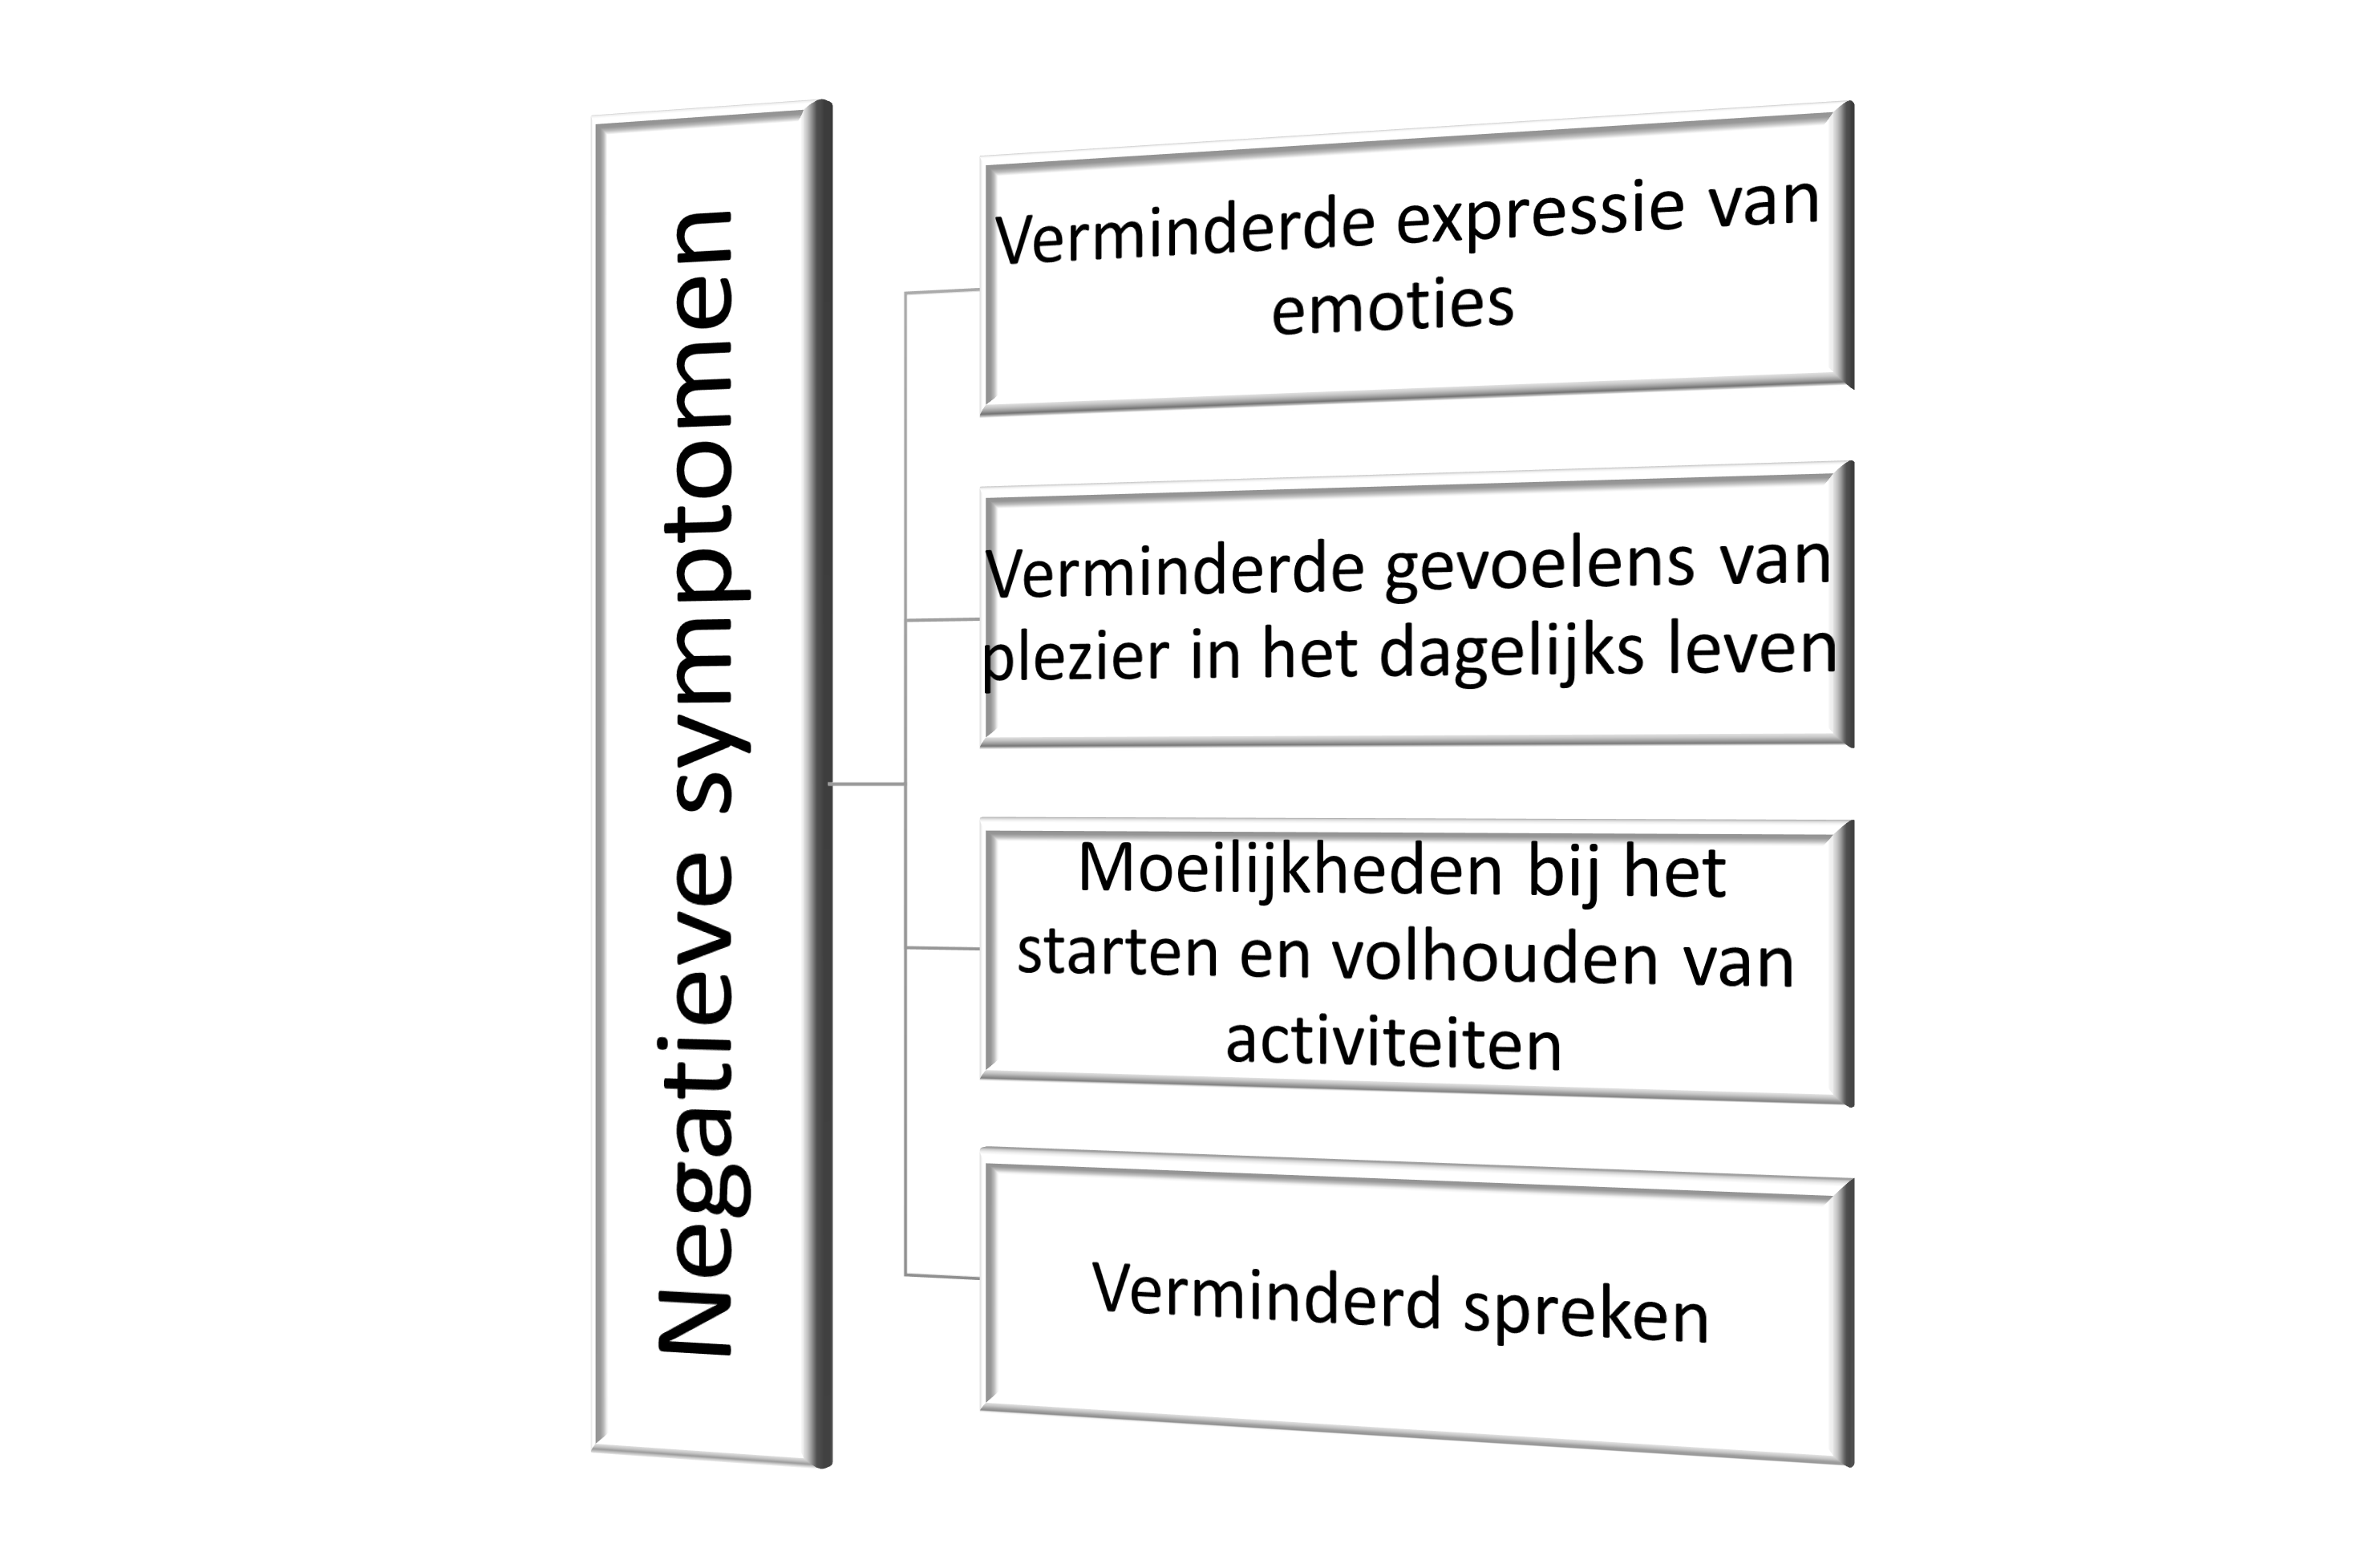 Negatieve symptomen
Verminderde expressie van
emoties
Verminderde gevoelens van
plezier in het dagelijks leven
Moeilijkheden bij het
starten en volhouden van
activiteiten
Verminderd spreken